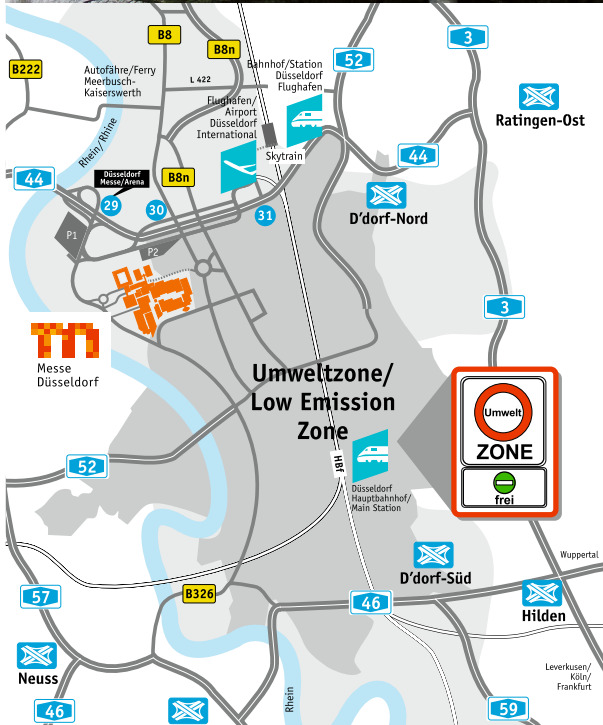 B8
B8n
3
52
B222
Autofähre/Ferry
Meerbusch-
Kaiserswerth
L 422
Bahnhof/Station
Düsseldorf
Flughafen
Flughafen/
Airport
Düsseldorf
International
Ratingen-Ost
Rhein/Rhine
Skytrain
44
44
Düsseldorf
Messe/Arena
B8n
29
30
31
D'dorf-Nord
P1
P2
3
Messe
Düsseldorf
Umweltzone/
Low Emission
Zone
Umwelt
ZONE
frei
52
HBf
Düsseldorf
Hauptbahnhof/
Main Station
Wuppertal
D'dorf-Süd
57
B326
46
Hilden
Neuss
Leverkusen/
Köln/
Frankfurt
Rhein
46
59